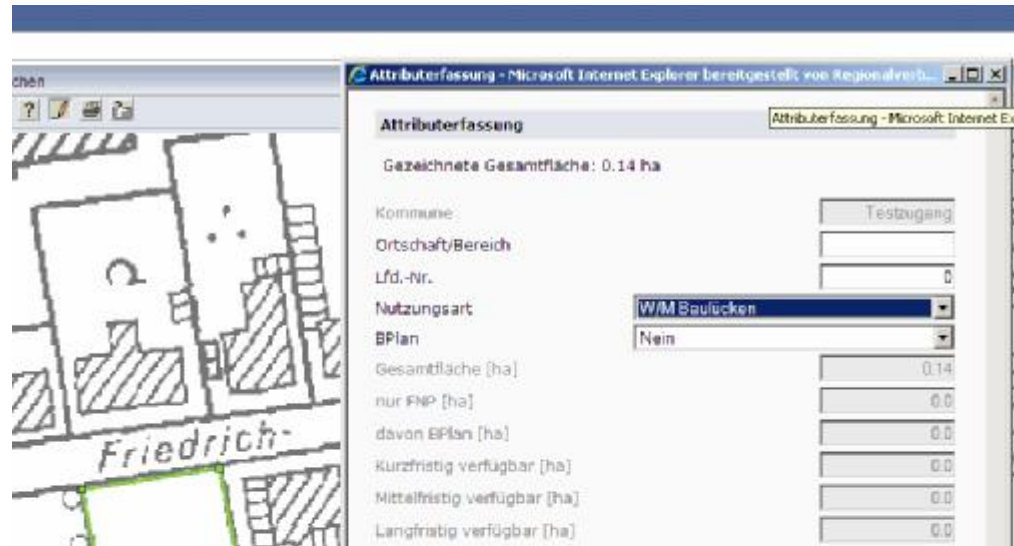 chen
Attributerfassung - Microsoft Internet Explorer bereitgestellt von Regionalverb...
?
Attributerfassung - Microsoft Internet Ex
Attributerfassung
Gezeichnete Gesamtfläche: 0.14 ha
Kommune Testzugang
Ortschaft/Bereich
Lfd.-Nr. 0
Nutzungsart W/M Baulücken
BPlan Nein
Gesamtfläche [ha] 0.14
nur FNP [ha] 0.0
davon BPlan [ha] 0.0
Kurzfristig verfügbar [ha] 0.0
Mittelfristig verfügbar [ha] 0.0
Langfristig verfügbar [ha] 0.0
Friedrich-